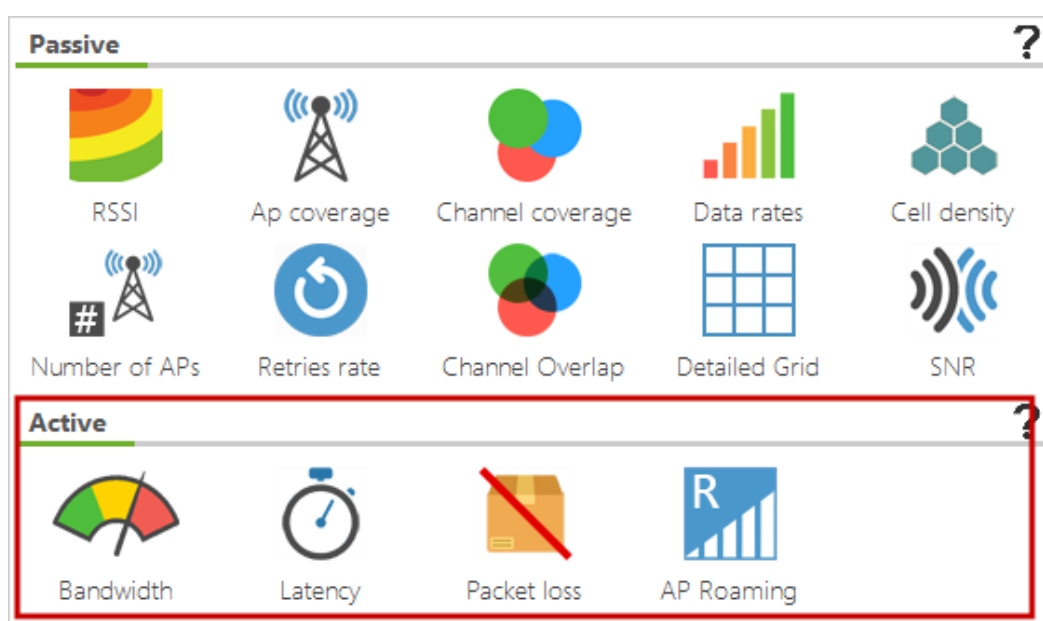 Passive ?
RSSI Ap coverage Channel coverage Data rates Cell density
#
Number of APs Retries rate Channel Overlap Detailed Grid SNR
Active ?
R
Bandwidth Latency Packet loss AP Roaming